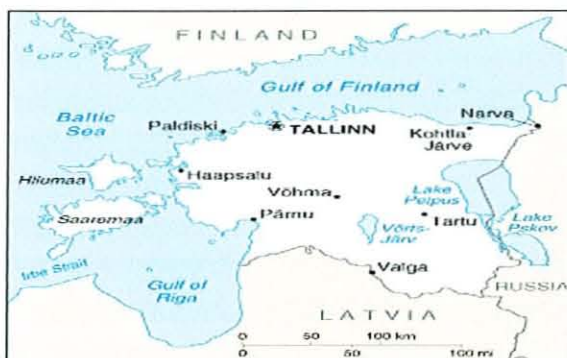 FINLAND
Gulf of Finland
Baltic
Sea
Paldiski
TALLINN
Narva
Kohtla
Järve
Hiiumaa
Haapsalu
Võhma
Lake
Peipus
Saaremaa
Pärnu
Võrts-
Järv
Tartu
Lake
Pskov
Irbe Strait
Gulf of
Riga
Valga
RUSSIA
LATVIA
0 50 100 km
0 50 100 mi